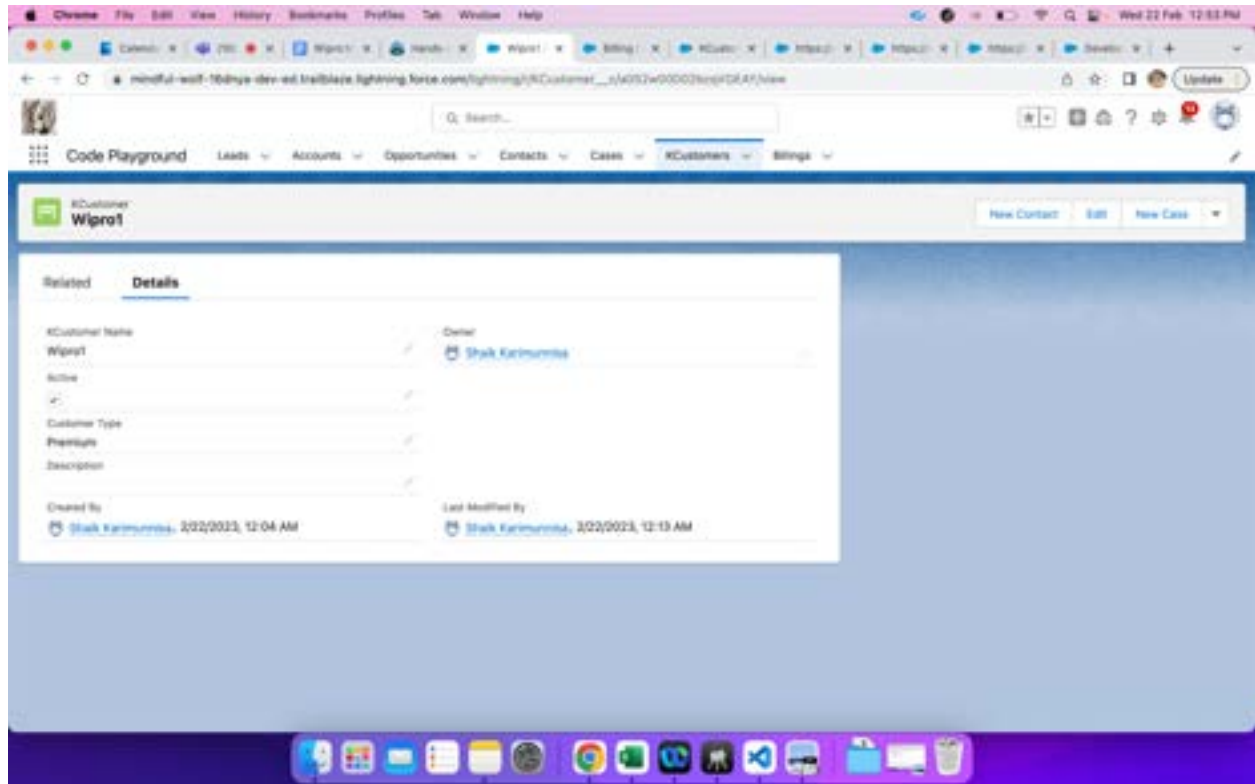 Chrome File Edit View History Bookmarks Profiles Tab Window Help
Wed 22 Feb 12:53 PM
Update
Search...
Code Playground Leads Accounts Opportunities Contacts Cases KCustomers Billings
KCustomer
Wipro1
New Contact Edit New Case
Related Details
KCustomer Name
Wipro1
Owner
Shaik Karimunnisa
Active
Customer Type
Premium
Description
Created By
Shaik Karimunnisa, 2/22/2023, 12:04 AM
Last Modified By
Shaik Karimunnisa, 2/22/2023, 12:13 AM